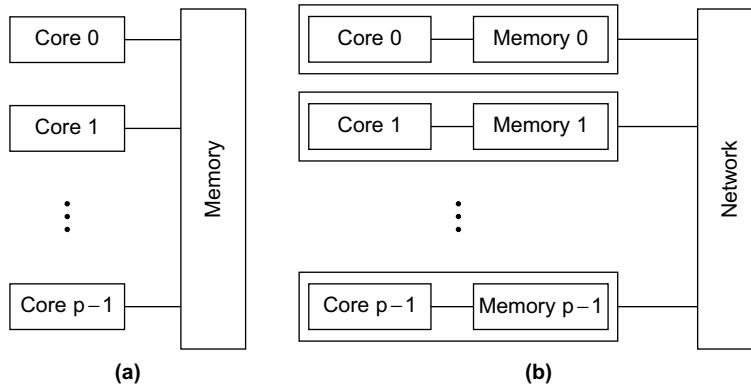 Core 0
Core 1
Core p−1
Memory
(a)
Core 0
Memory 0
Core 1
Memory 1
Core p−1
Memory p−1
Network
(b)